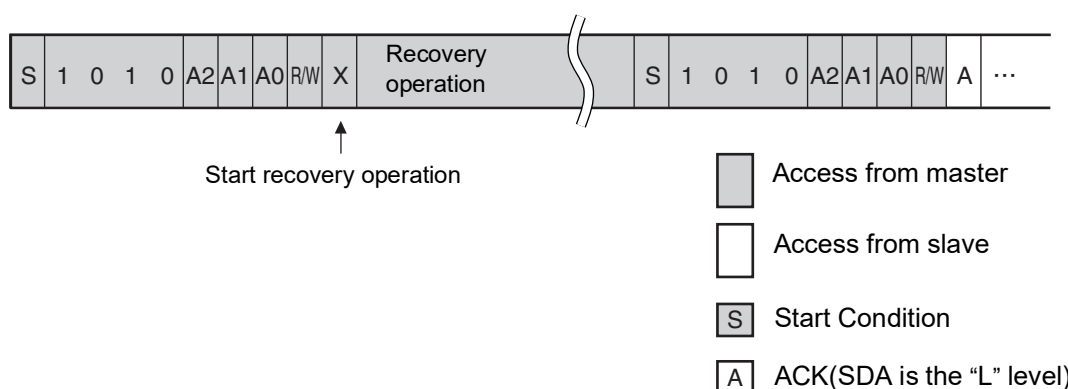 S 1 0 1 0 A2 A1 A0 R/W X Recovery operation S 1 0 1 0 A2 A1 A0 R/W A ...
Start recovery operation
Access from master
Access from slave
S Start Condition
A ACK(SDA is the “L” level)